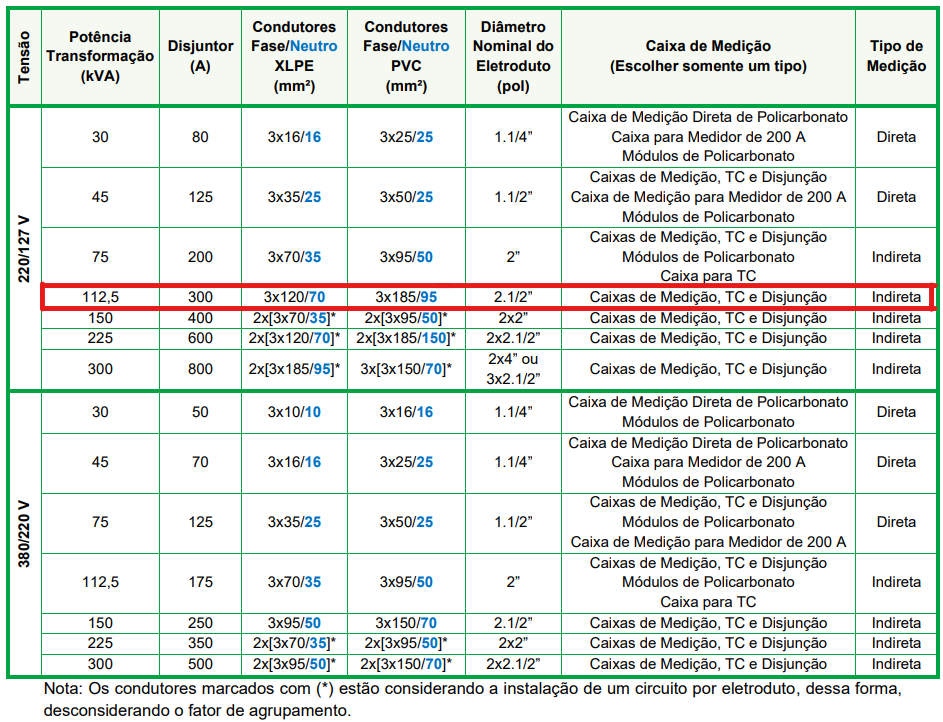 Tensão | Potência Transformação (kVA) | Disjuntor (A) | Condutores Fase/Neutro XLPE (mm²) | Condutores Fase/Neutro PVC (mm²) | Diâmetro Nominal do Eletroduto (pol) | Caixa de Medição (Escolher somente um tipo) | Tipo de Medição
220/127 V
30 | 80 | 3x16/16 | 3x25/25 | 1.1/4” | Caixa de Medição Direta de Policarbonato Caixa para Medidor de 200 A Módulos de Policarbonato | Direta
45 | 125 | 3x35/25 | 3x50/25 | 1.1/2” | Caixas de Medição, TC e Disjunção Caixa de Medição para Medidor de 200 A Módulos de Policarbonato | Direta
75 | 200 | 3x70/35 | 3x95/50 | 2” | Caixas de Medição, TC e Disjunção Módulos de Policarbonato Caixa para TC | Indireta
112,5 | 300 | 3x120/70 | 3x185/95 | 2.1/2” | Caixas de Medição, TC e Disjunção | Indireta
150 | 400 | 2x[3x70/35]* | 2x[3x95/50]* | 2x2” | Caixas de Medição, TC e Disjunção | Indireta
225 | 600 | 2x[3x120/70]* | 2x[3x185/150]* | 2x2.1/2” | Caixas de Medição, TC e Disjunção | Indireta
300 | 800 | 2x[3x185/95]* | 3x[3x150/70]* | 2x4” ou 3x2.1/2” | Caixas de Medição, TC e Disjunção | Indireta
380/220 V
30 | 50 | 3x10/10 | 3x16/16 | 1.1/4” | Caixa de Medição Direta de Policarbonato Módulos de Policarbonato | Direta
45 | 70 | 3x16/16 | 3x25/25 | 1.1/4” | Caixa de Medição Direta de Policarbonato Caixa para Medidor de 200 A Módulos de Policarbonato | Direta
75 | 125 | 3x35/25 | 3x50/25 | 1.1/2” | Caixas de Medição, TC e Disjunção Módulos de Policarbonato Caixa de Medição para Medidor de 200 A | Direta
112,5 | 175 | 3x70/35 | 3x95/50 | 2” | Caixas de Medição, TC e Disjunção Módulos de Policarbonato Caixa para TC | Indireta
150 | 250 | 3x95/50 | 3x150/70 | 2.1/2” | Caixas de Medição, TC e Disjunção | Indireta
225 | 350 | 2x[3x70/35]* | 2x[3x95/50]* | 2x2” | Caixas de Medição, TC e Disjunção | Indireta
300 | 500 | 2x[3x95/50]* | 2x[3x150/70]* | 2x2.1/2” | Caixas de Medição, TC e Disjunção | Indireta
Nota: Os condutores marcados com (*) estão considerando a instalação de um circuito por eletroduto, dessa forma,
desconsiderando o fator de agrupamento.